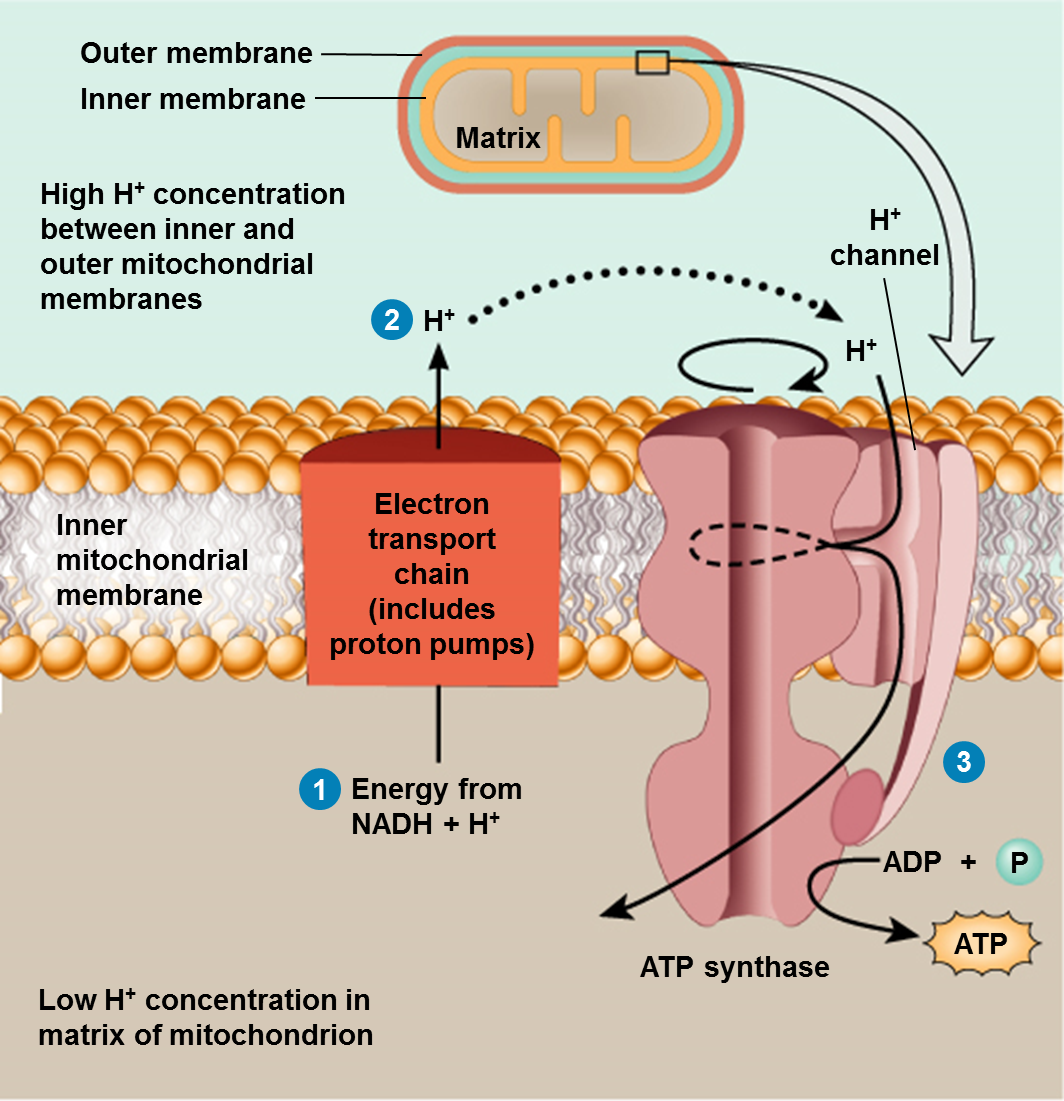 Outer membrane
Inner membrane
Matrix
High H⁺ concentration
between inner and
outer mitochondrial
membranes
H⁺
channel
2 H⁺
H⁺
Inner
mitochondrial
membrane
Electron
transport
chain
(includes
proton pumps)
1 Energy from
NADH + H⁺
3
ADP + P
ATP
ATP synthase
Low H⁺ concentration in
matrix of mitochondrion